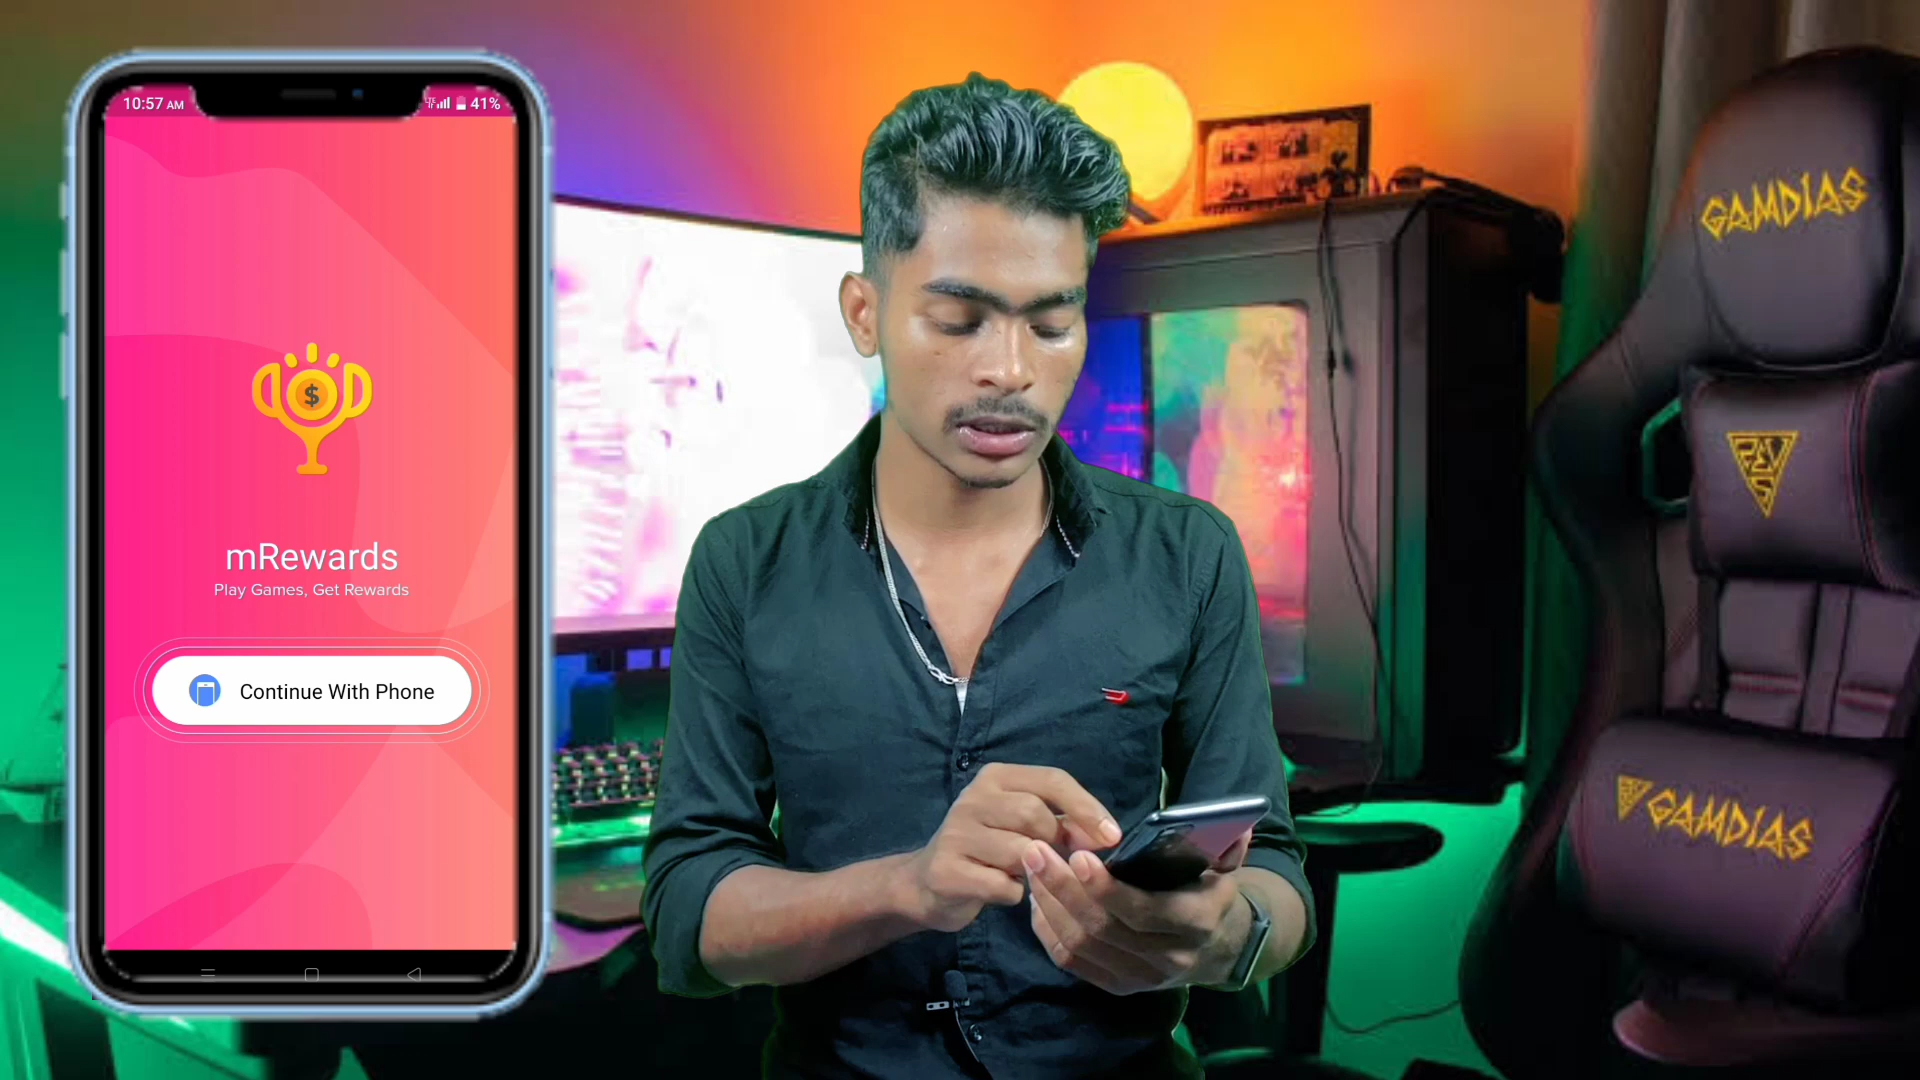 10:57 AM
41%
$
mRewards
Play Games, Get Rewards
Continue With Phone
GAMDIAS
GAMDIAS